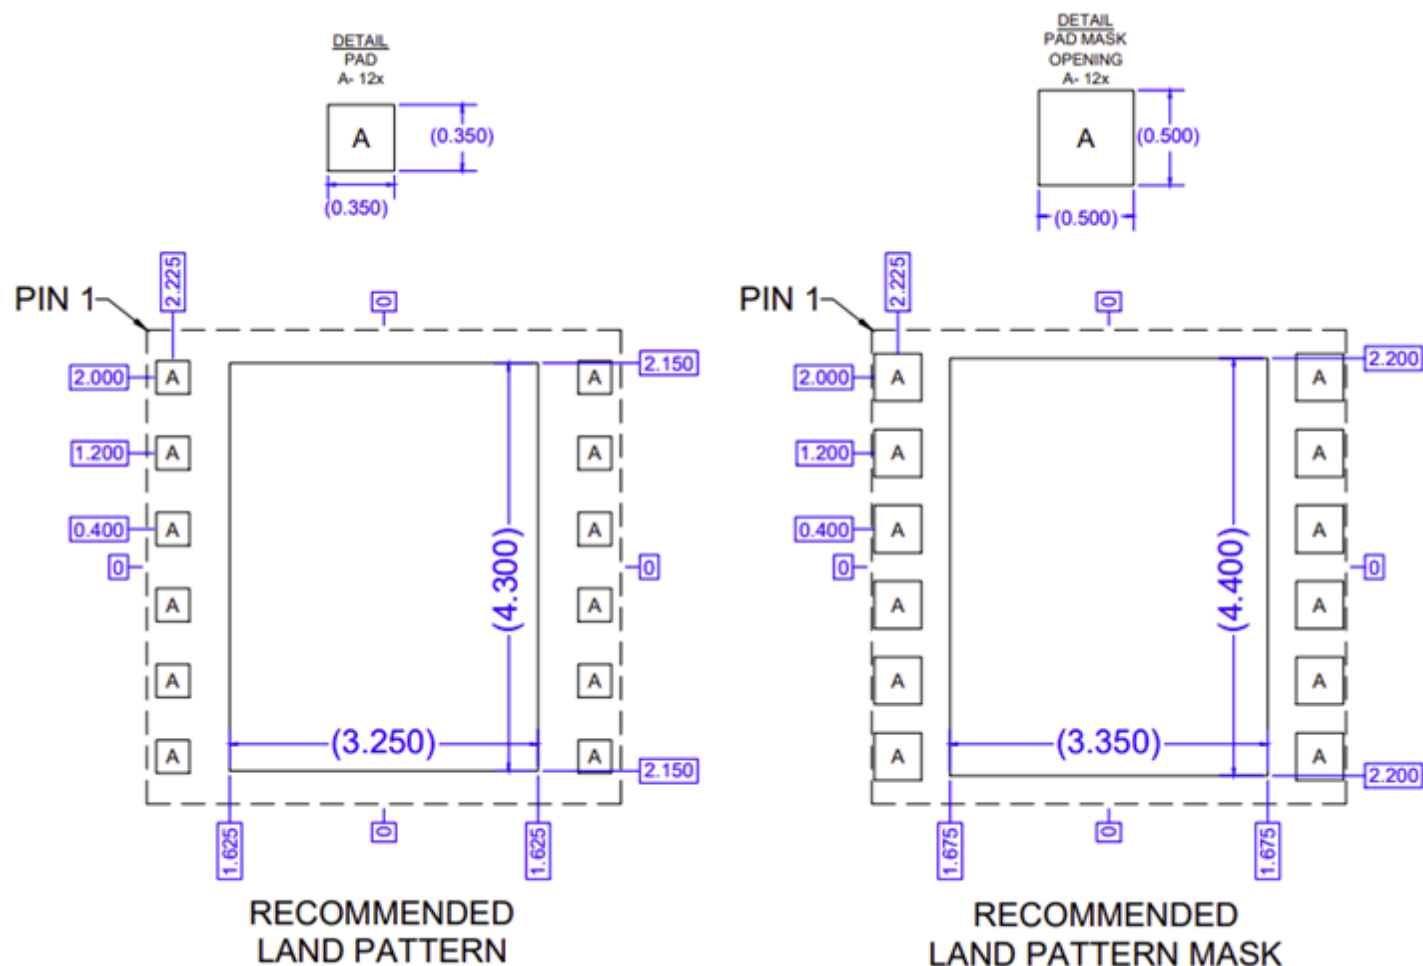 DETAIL
PAD
A- 12x
A
(0.350)
(0.350)
2.225
0
PIN 1
2.000
A
A
2.150
1.200
A
A
0.400
A
A
0
0
A
A
A
A
A
A
(4.300)
(3.250)
2.150
1.625
0
1.625
RECOMMENDED
LAND PATTERN
DETAIL
PAD MASK
OPENING
A- 12x
A
(0.500)
(0.500)
2.225
0
PIN 1
2.000
A
A
2.200
1.200
A
A
0.400
A
A
0
0
A
A
A
A
A
A
(4.400)
(3.350)
2.200
1.675
0
1.675
RECOMMENDED
LAND PATTERN MASK